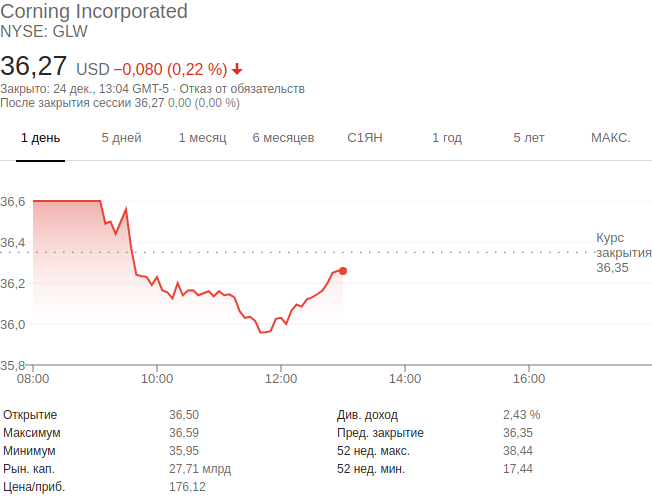 Corning Incorporated
NYSE: GLW
36,27 USD −0,080 (0,22 %)
Закрыто: 24 дек., 13:04 GMT-5 · Отказ от обязательств
После закрытия сессии 36,27 0,00 (0,00 %)
1 день 5 дней 1 месяц 6 месяцев С1ЯН 1 год 5 лет МАКС.
36,6
36,4
36,2
36,0
35,8
Курс
закрытия
36,35
08:00 10:00 12:00 14:00 16:00
Открытие 36,50 Див. доход 2,43 %
Максимум 36,59 Пред. закрытие 36,35
Минимум 35,95 52 нед. макс. 38,44
Рын. кап. 27,71 млрд 52 нед. мин. 17,44
Цена/приб. 176,12